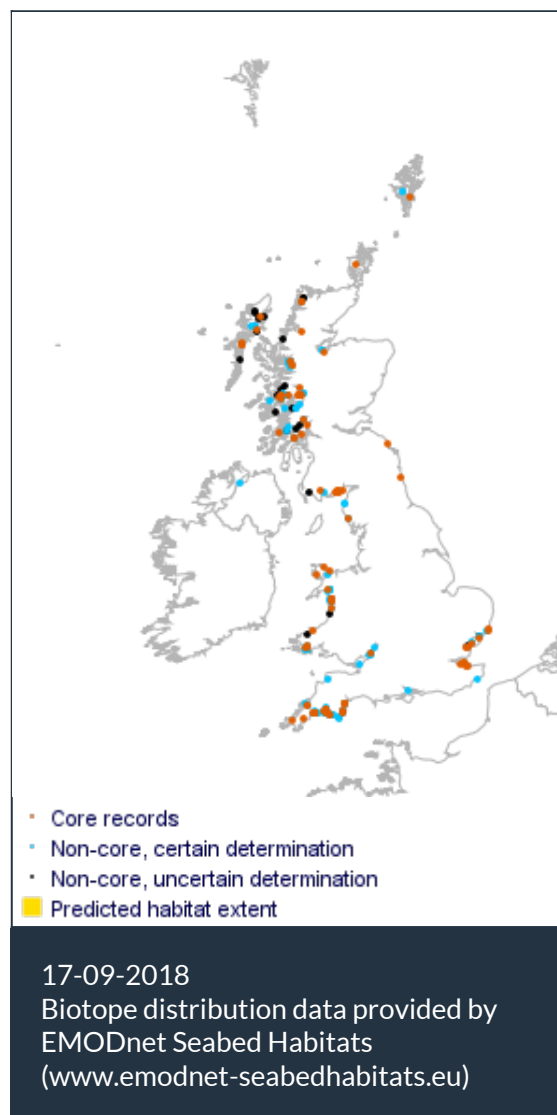 Core records
Non-core, certain determination
Non-core, uncertain determination
Predicted habitat extent
17-09-2018
Biotope distribution data provided by
EMODnet Seabed Habitats
(www.emodnet-seabedhabitats.eu)